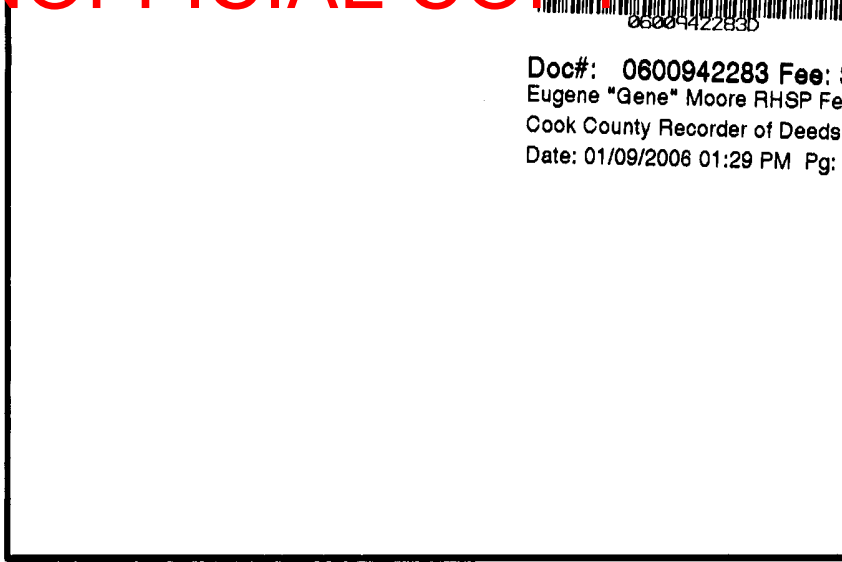 0600942283D
Doc#: 0600942283 Fee:
Eugene "Gene" Moore RHSP
Cook County Recorder of Deeds
Date: 01/09/2006 01:29 PM Pg: